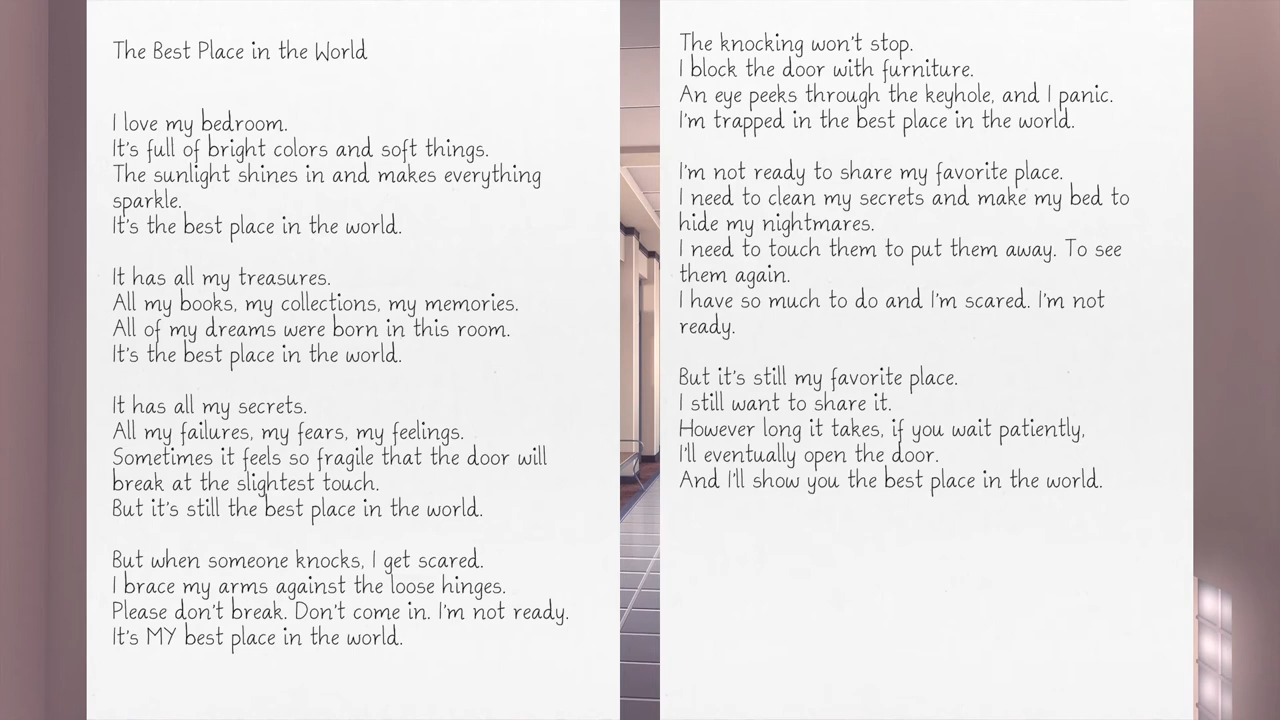 The Best Place in the World
I love my bedroom.
It's full of bright colors and soft things.
The sunlight shines in and makes everything
sparkle.
It's the best place in the world.
It has all my treasures.
All my books, my collections, my memories.
All of my dreams were born in this room.
It's the best place in the world.
It has all my secrets.
All my failures, my fears, my feelings.
Sometimes it feels so fragile that the door will
break at the slightest touch.
But it's still the best place in the world.
But when someone knocks, I get scared.
I brace my arms against the loose hinges.
Please don't break. Don't come in. I'm not ready.
It's MY best place in the world.
The knocking won't stop.
I block the door with furniture.
An eye peeks through the keyhole, and I panic.
I'm trapped in the best place in the world.
I'm not ready to share my favorite place.
I need to clean my secrets and make my bed to
hide my nightmares.
I need to touch them to put them away. To see
them again.
I have so much to do and I'm scared. I'm not
ready.
But it's still my favorite place.
I still want to share it.
However long it takes, if you wait patiently,
I'll eventually open the door.
And I'll show you the best place in the world.